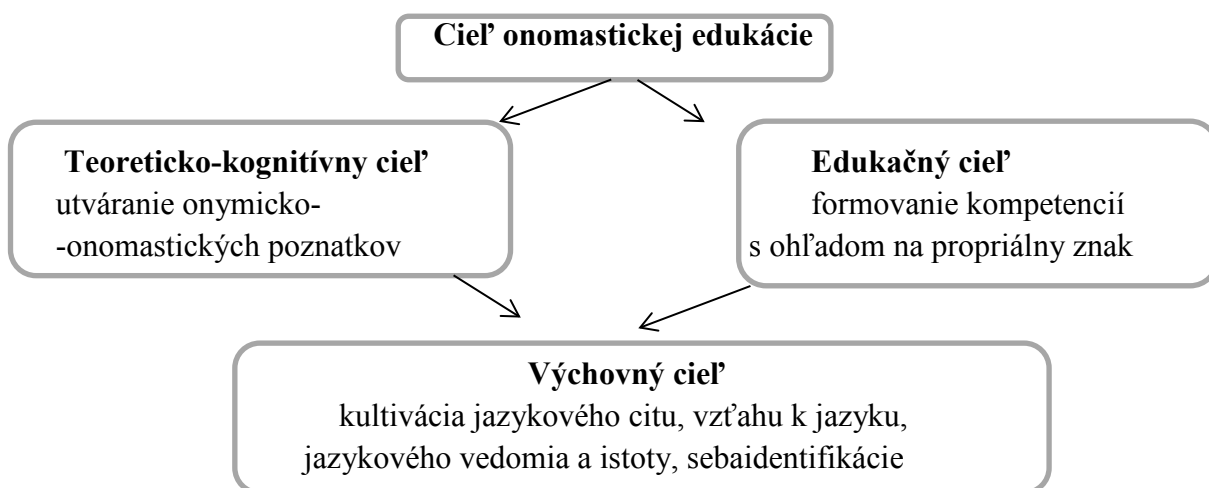 Cieľ onomastickej edukácie
Teoreticko-kognitívny cieľ
utváranie onymicko-
-onomastických poznatkov
Edukačný cieľ
formovanie kompetencií
s ohľadom na propriálny znak
Výchovný cieľ
kultivácia jazykového citu, vzťahu k jazyku,
jazykového vedomia a istoty, sebaidentifikácie